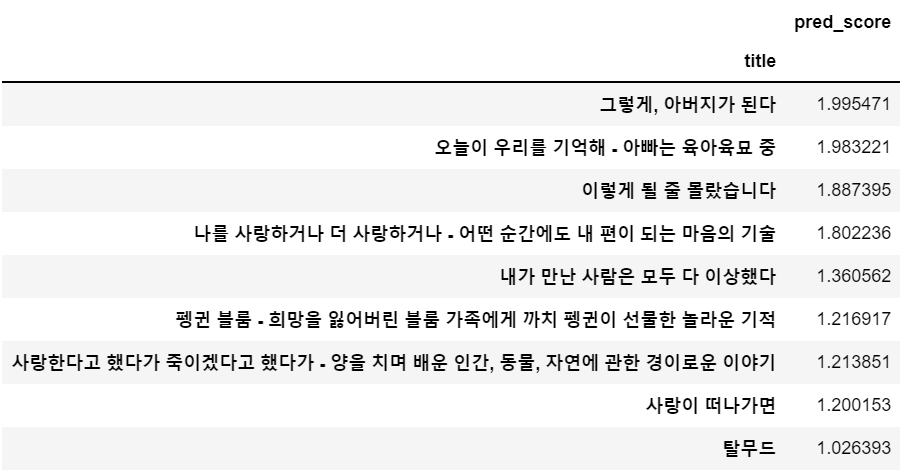 pred_score
title
그렇게, 아버지가 된다 1.995471
오늘이 우리를 기억해 - 아빠는 육아육묘 중 1.983221
이렇게 될 줄 몰랐습니다 1.887395
나를 사랑하거나 더 사랑하거나 - 어떤 순간에도 내 편이 되는 마음의 기술 1.802236
내가 만난 사람은 모두 다 이상했다 1.360562
펭귄 블룸 - 희망을 잃어버린 블룸 가족에게 까치 펭귄이 선물한 놀라운 기적 1.216917
사랑한다고 했다가 죽이겠다고 했다가 - 양을 치며 배운 인간, 동물, 자연에 관한 경이로운 이야기 1.213851
사랑이 떠나가면 1.200153
탈무드 1.026393